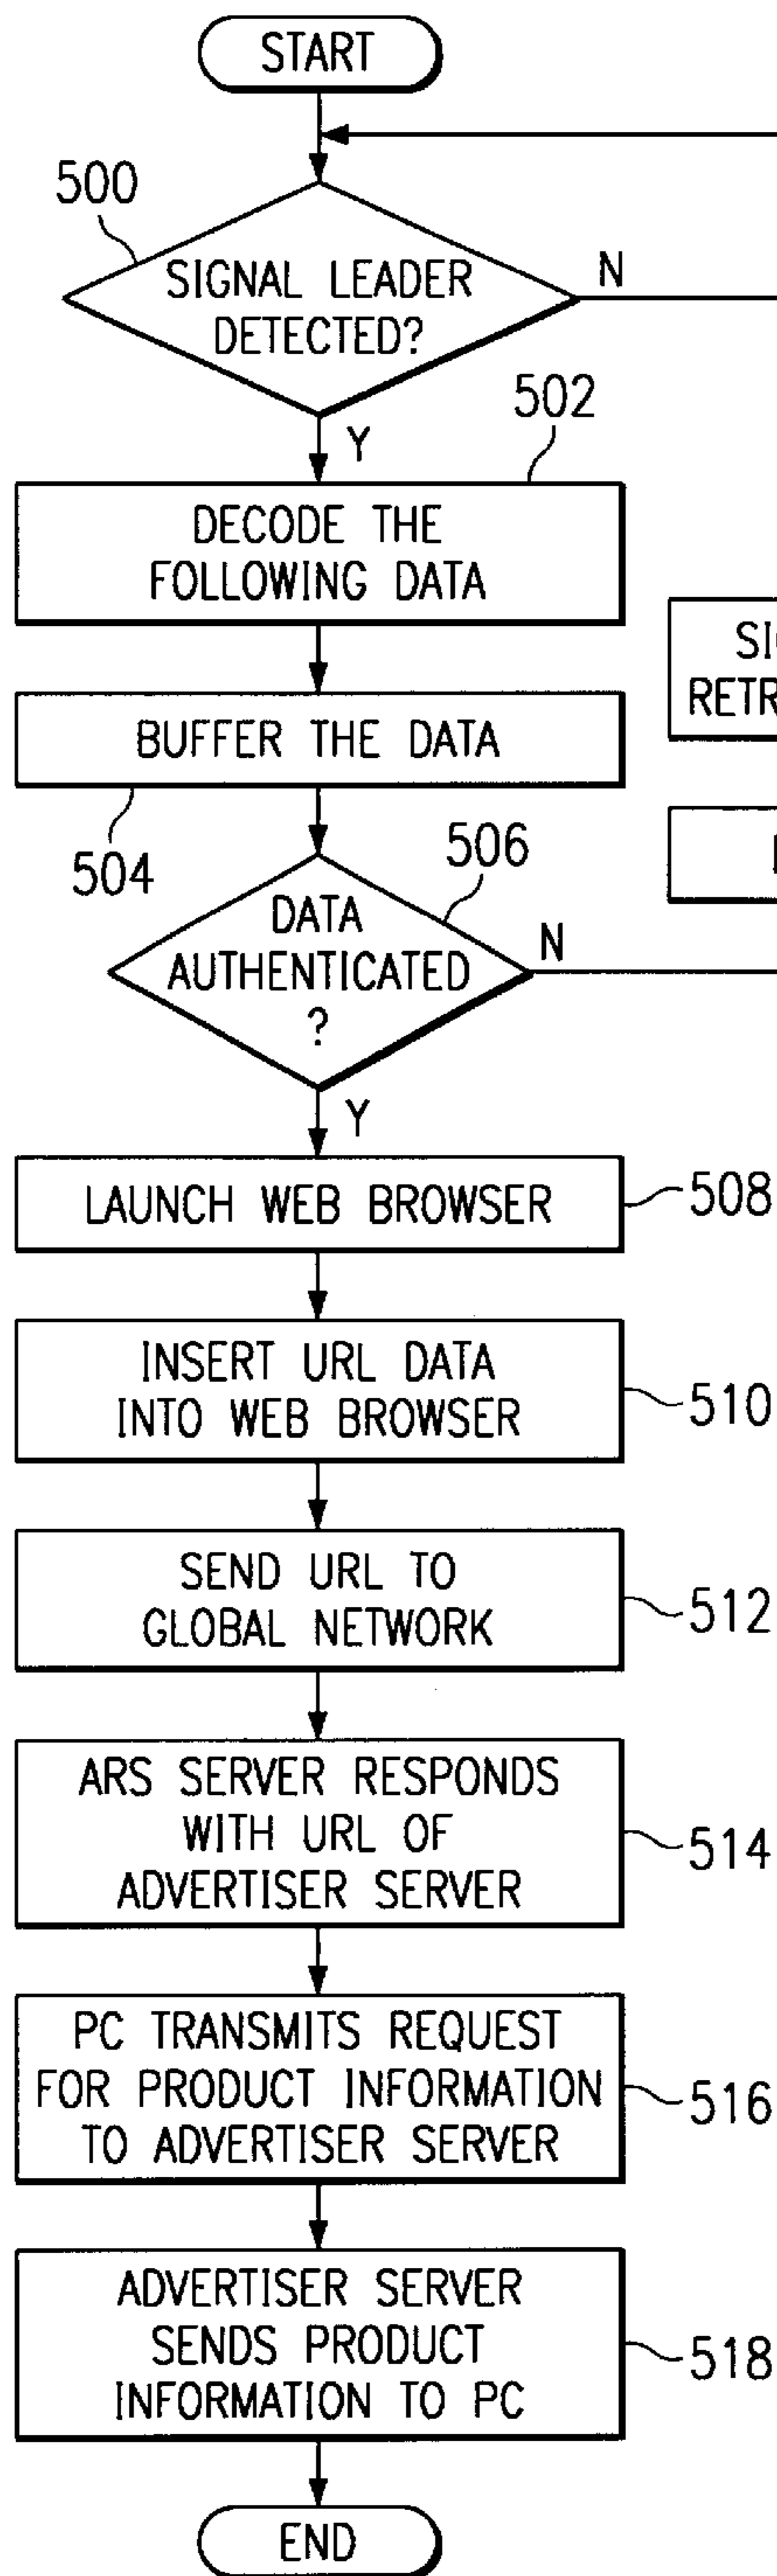 START
500
SIGNAL LEADER
DETECTED?
N
Y
502
DECODE THE
FOLLOWING DATA
BUFFER THE DATA
504
506
DATA
AUTHENTICATED
?
N
Y
LAUNCH WEB BROWSER
508
INSERT URL DATA
INTO WEB BROWSER
510
SEND URL TO
GLOBAL NETWORK
512
ARS SERVER RESPONDS
WITH URL OF
ADVERTISER SERVER
514
PC TRANSMITS REQUEST
FOR PRODUCT INFORMATION
TO ADVERTISER SERVER
516
ADVERTISER SERVER
SENDS PRODUCT
INFORMATION TO PC
518
END